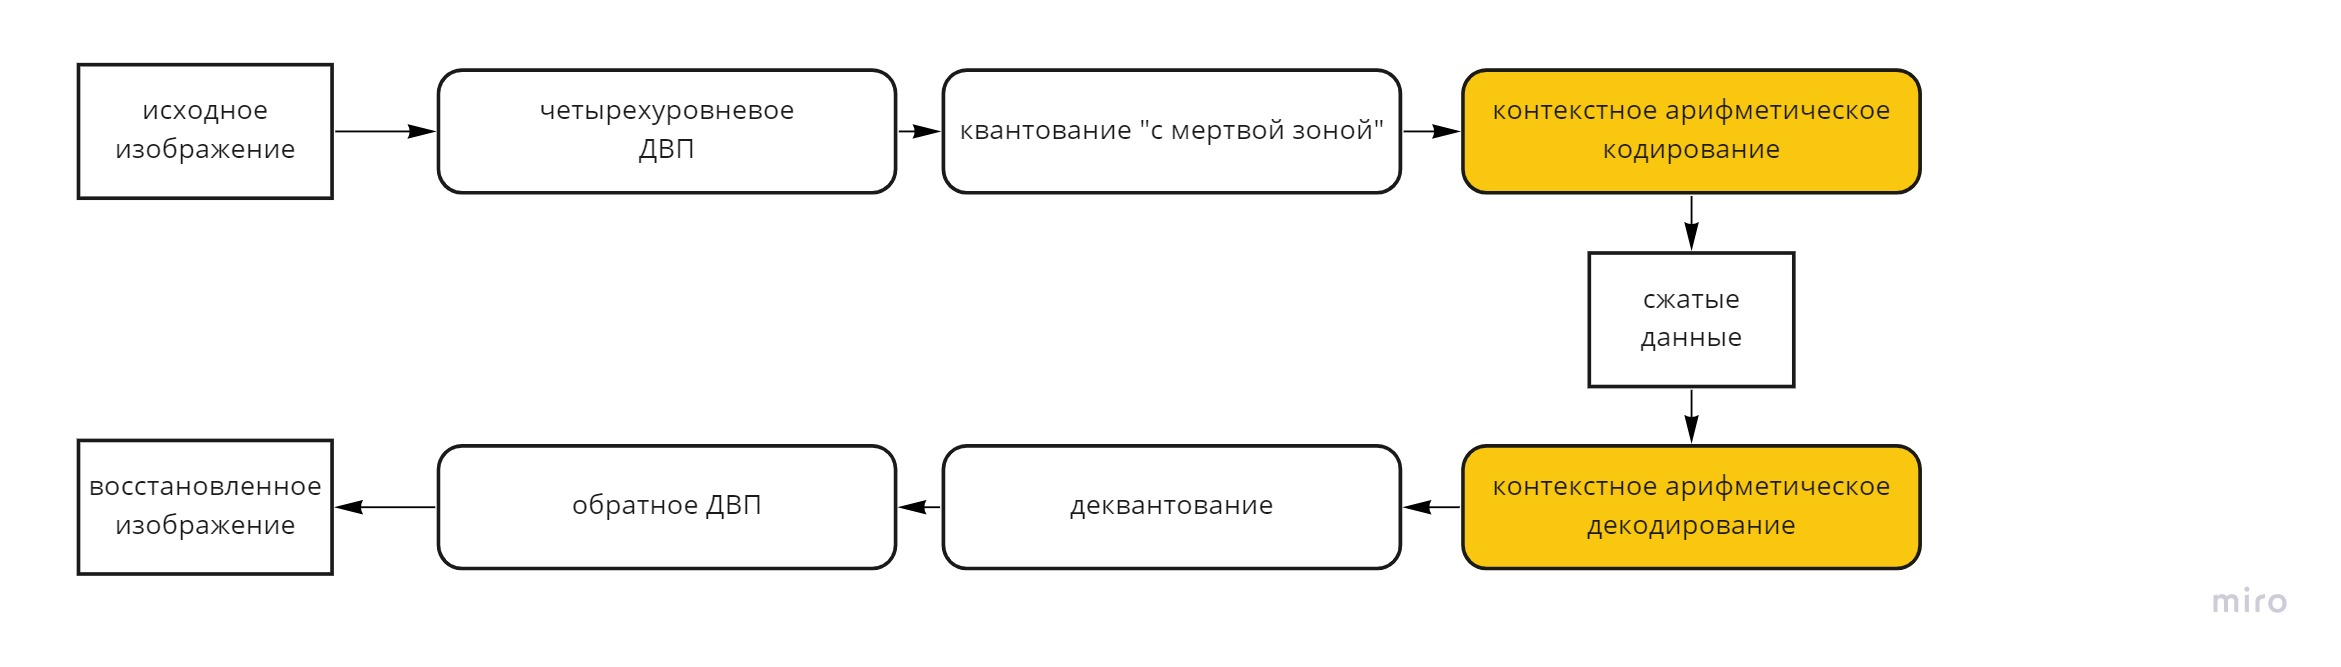 исходное
изображение
четырехуровневое
ДВП
квантование "с мертвой зоной"
контекстное арифметическое
кодирование
сжатые
данные
восстановленное
изображение
обратное ДВП
деквантование
контекстное арифметическое
декодирование
miro